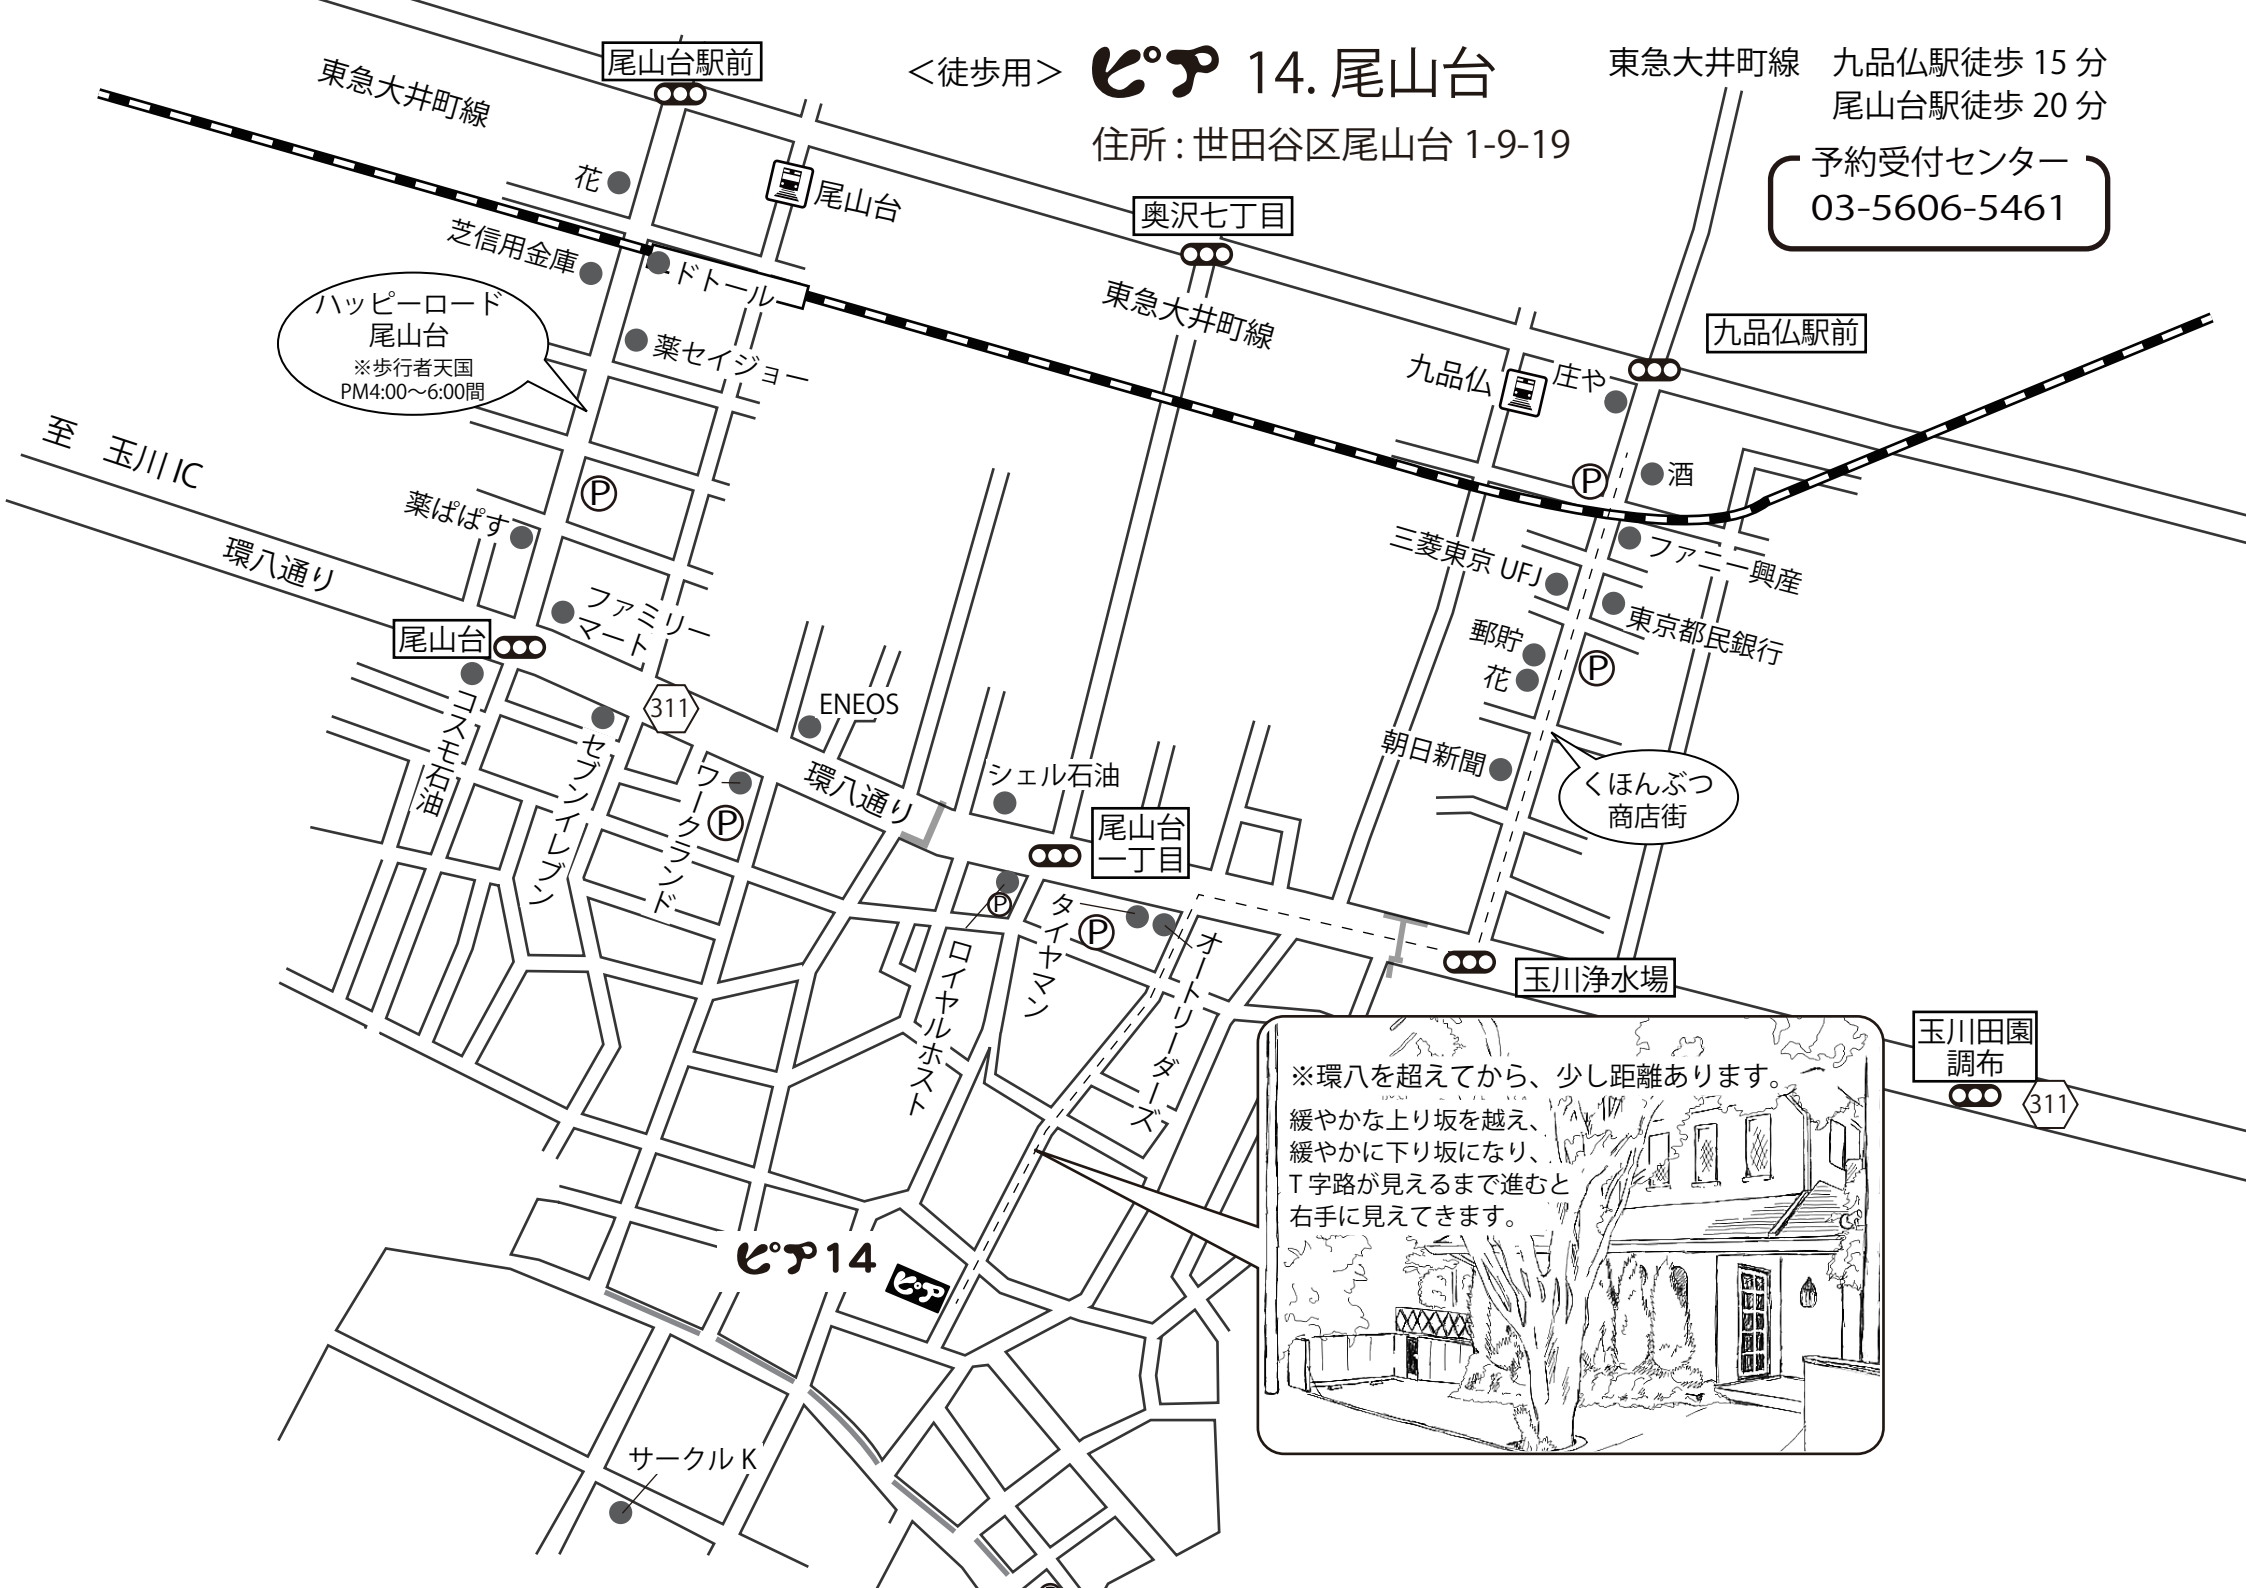 ＜徒歩用＞ ピア 14. 尾山台
住所 : 世田谷区尾山台 1-9-19
東急大井町線　九品仏駅徒歩 15 分
尾山台駅徒歩 20 分
予約受付センター
03-5606-5461
尾山台駅前
東急大井町線
花
尾山台
芝信用金庫
ドトール
奥沢七丁目
東急大井町線
ハッピーロード
尾山台
※歩行者天国
PM4:00〜6:00間
薬セイジョー
九品仏駅前
九品仏
庄や
至　玉川 IC
環八通り
薬ぱぱす
P
P
酒
ファミリー
マート
三菱東京 UFJ
ファニー興産
東京都民銀行
郵貯
花
P
朝日新聞
くほんぶつ
商店街
尾山台
コスモ石油
セブンイレブン
311
ワークランド
P
ENEOS
環八通り
シェル石油
尾山台
一丁目
P
ロイヤルホスト
タイヤマン
P
オートリーダーズ
玉川浄水場
玉川田園
調布
311
※環八を超えてから、少し距離あります。
緩やかな上り坂を越え、
緩やかに下り坂になり、
T 字路が見えるまで進むと
右手に見えてきます。
ピア 14
ピア
サークル K